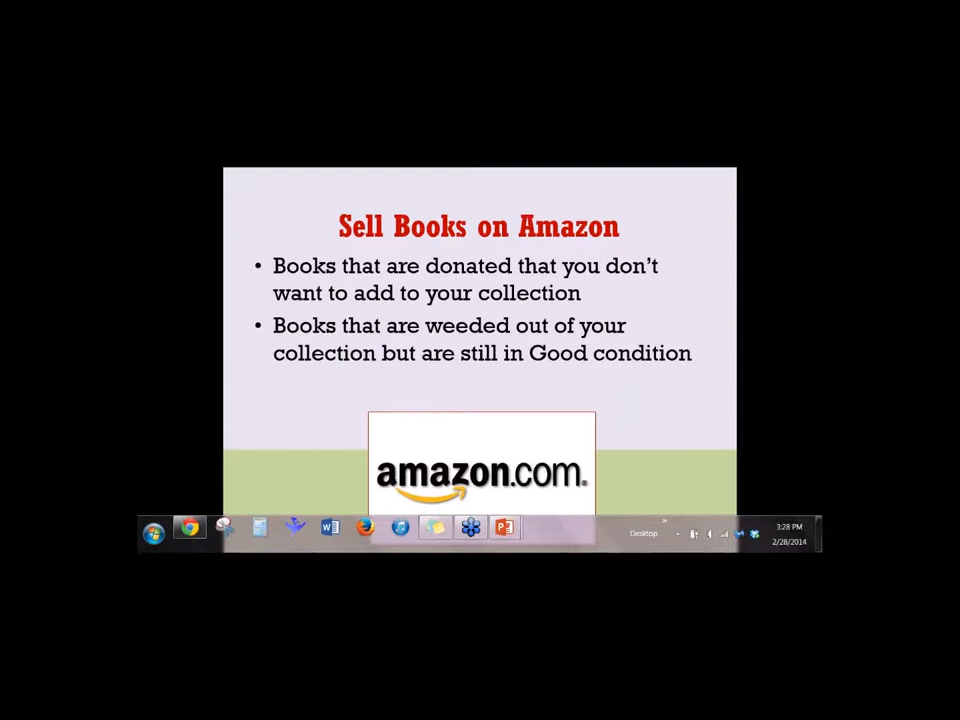 Sell Books on Amazon
• Books that are donated that you don't
want to add to your collection
• Books that are weeded out of your
collection but are still in Good condition
amazon.com®
Desktop
3:28 PM
2/28/2014